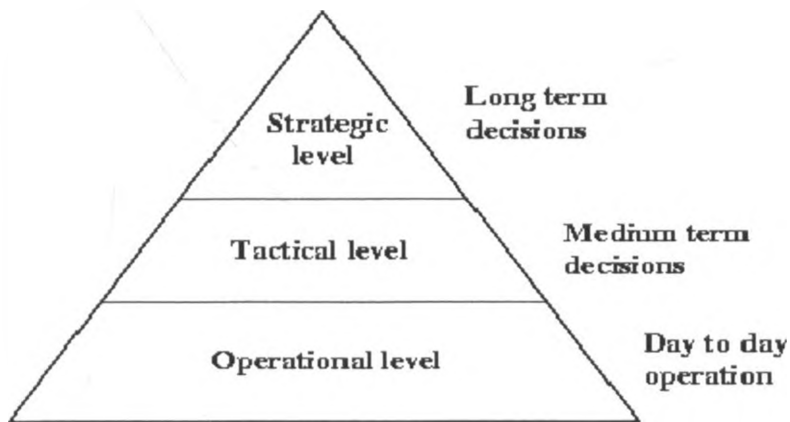 Strategic
level
Long term
decisions
Tactical level
Medium term
decisions
Operational level
Day to day
operation